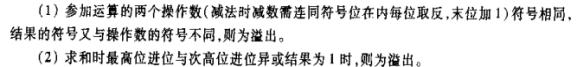 (1) 参加运算的两个操作数(减法时减数需连同符号位在内每位取反,末位加1)符号相同,
结果的符号又与操作数的符号不同,则为溢出。
(2) 求和时最高位进位与次高位进位异或结果为1时,则为溢出。